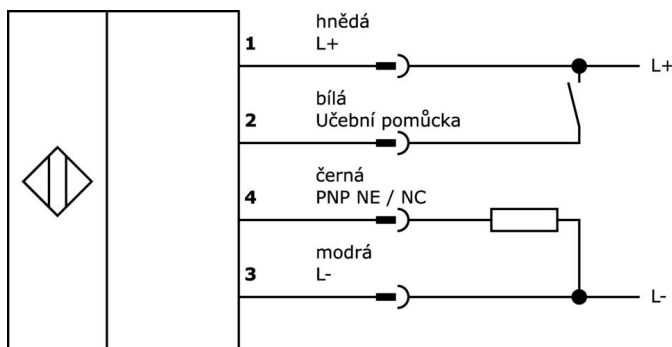 hnědá
1 L+
L+
bílá
2 Učební pomůcka
černá
4 PNP NE / NC
modrá
3 L-
L-